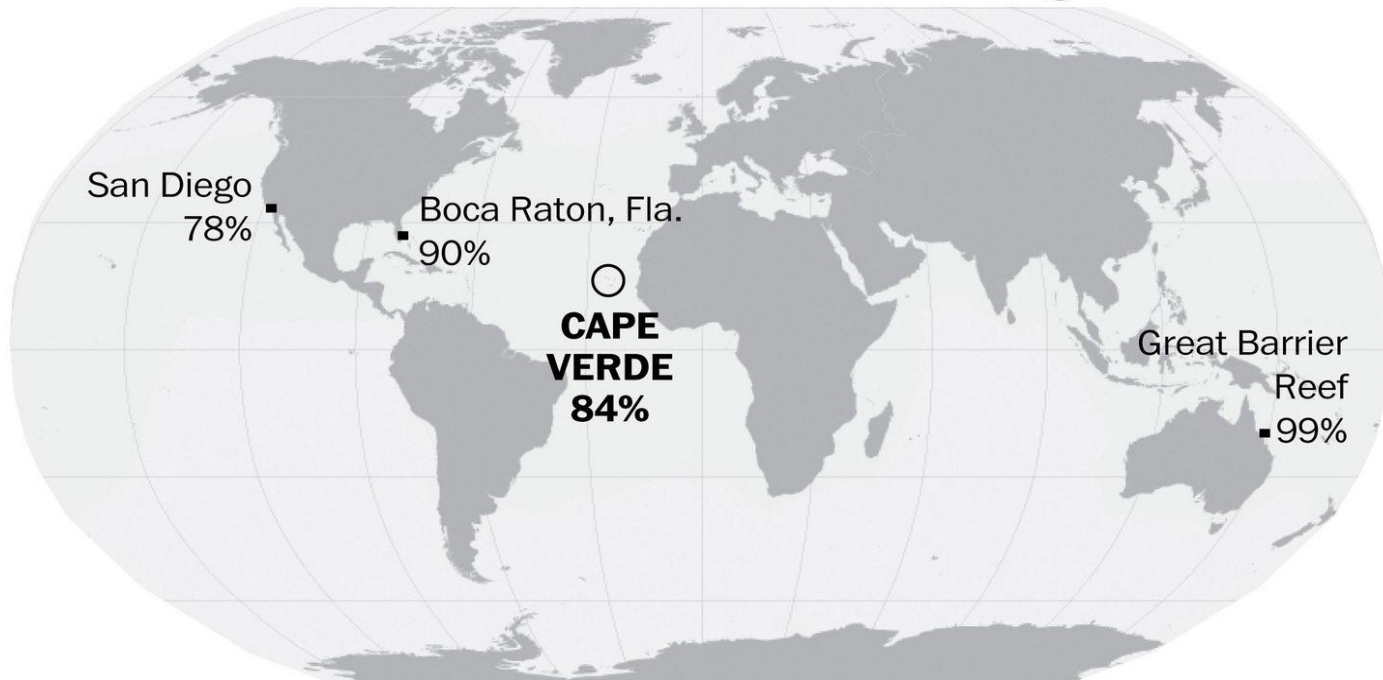 San Diego
78%
Boca Raton, Fla.
90%
CAPE
VERDE
84%
Great Barrier
Reef
99%